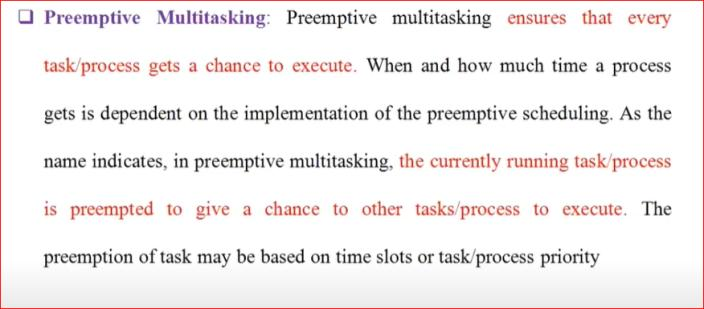 ❑ Preemptive Multitasking: Preemptive multitasking ensures that every
task/process gets a chance to execute. When and how much time a process
gets is dependent on the implementation of the preemptive scheduling. As the
name indicates, in preemptive multitasking, the currently running task/process
is preempted to give a chance to other tasks/process to execute. The
preemption of task may be based on time slots or task/process priority